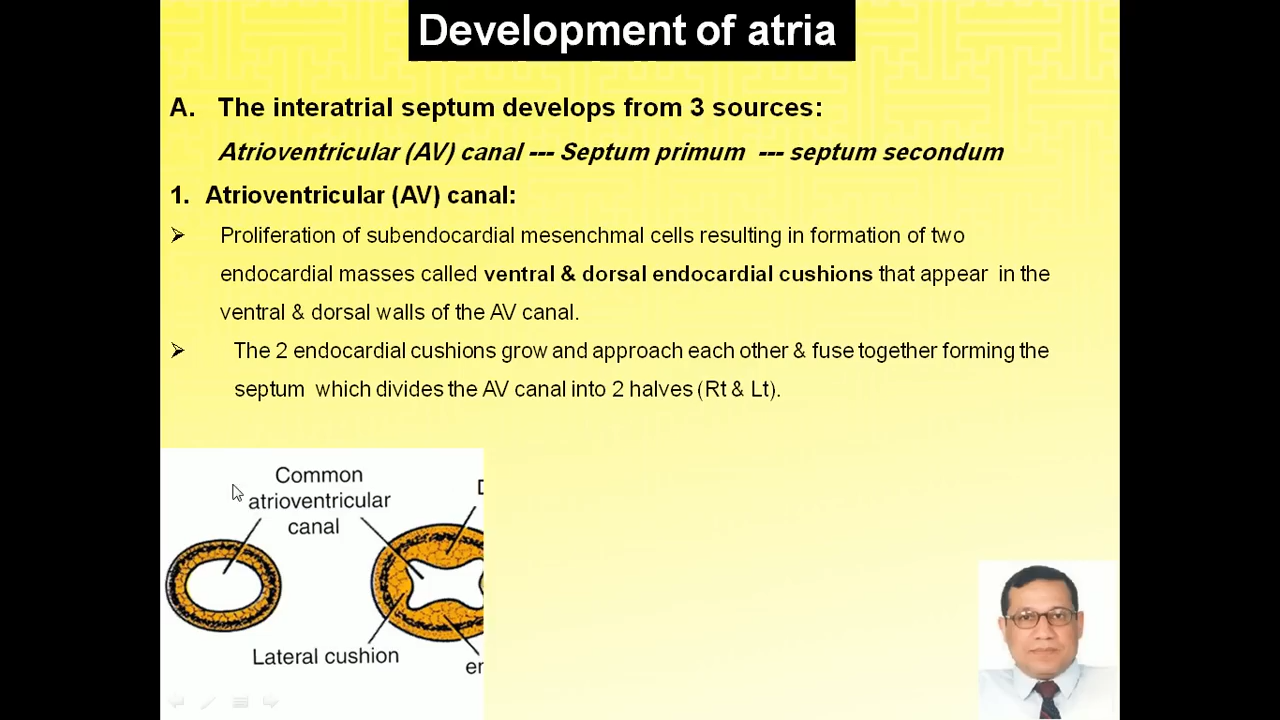 Development of atria
A. The interatrial septum develops from 3 sources:
Atrioventricular (AV) canal --- Septum primum --- septum secondum
1. Atrioventricular (AV) canal:
➢ Proliferation of subendocardial mesenchmal cells resulting in formation of two
endocardial masses called ventral & dorsal endocardial cushions that appear in the
ventral & dorsal walls of the AV canal.
➢ The 2 endocardial cushions grow and approach each other & fuse together forming the
septum which divides the AV canal into 2 halves (Rt & Lt).
Common
atrioventricular
canal
Lateral cushion